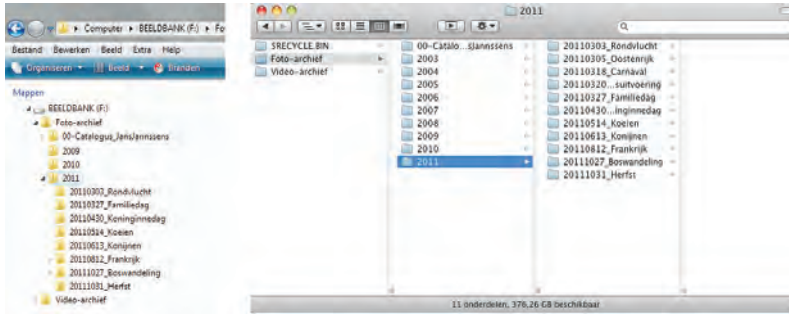 Computer ▸ BEELDBANK (F:) ▸ Fo
Bestand Bewerken Beeld Extra Help
Organiseren Beeld Branden
Mappen
BEELDBANK (F:)
Foto-archief
00-Catalogus_JansJannssens
2009
2010
2011
20110303_Rondvlucht
20110327_Familiedag
20110430_Koninginnedag
20110514_Koeien
20110613_Konijnen
20110812_Frankrijk
20111027_Boswandeling
20111031_Herfst
Video-archief
2011
$RECYCLE.BIN
Foto-archief
Video-archief
00-Catalo...sJannssens
2003
2004
2005
2006
2007
2008
2009
2010
2011
20110303_Rondvlucht
20110305_Oostenrijk
20110318_Carnaval
20110320...suitvoering
20110327_Familiedag
20110430...inginnedag
20110514_Koeien
20110613_Konijnen
20110812_Frankrijk
20111027_Boswandeling
20111031_Herfst
11 onderdelen, 376,26 GB beschikbaar